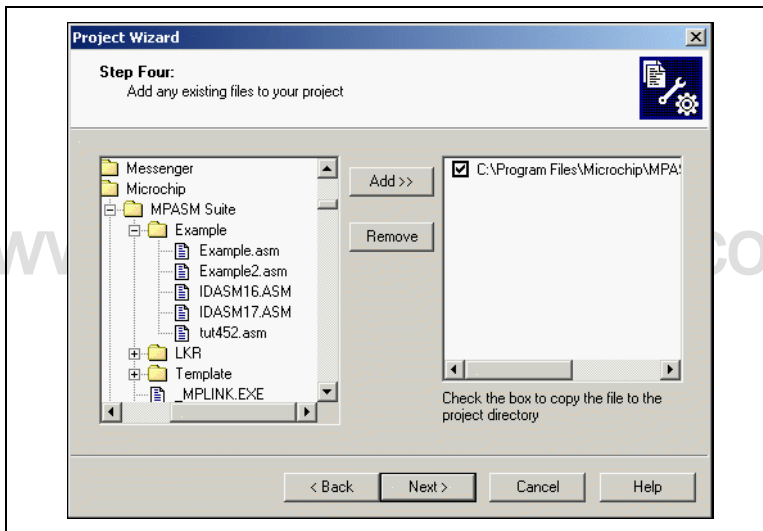 Project Wizard
Step Four:
Add any existing files to your project
Messenger
Microchip
MPASM Suite
Example
Example.asm
Example2.asm
IDASM16.ASM
IDASM17.ASM
tut452.asm
LKR
Template
_MPLINK.EXE
Add >>
Remove
C:\Program Files\Microchip\MPA
Check the box to copy the file to the
project directory
< Back
Next >
Cancel
Help